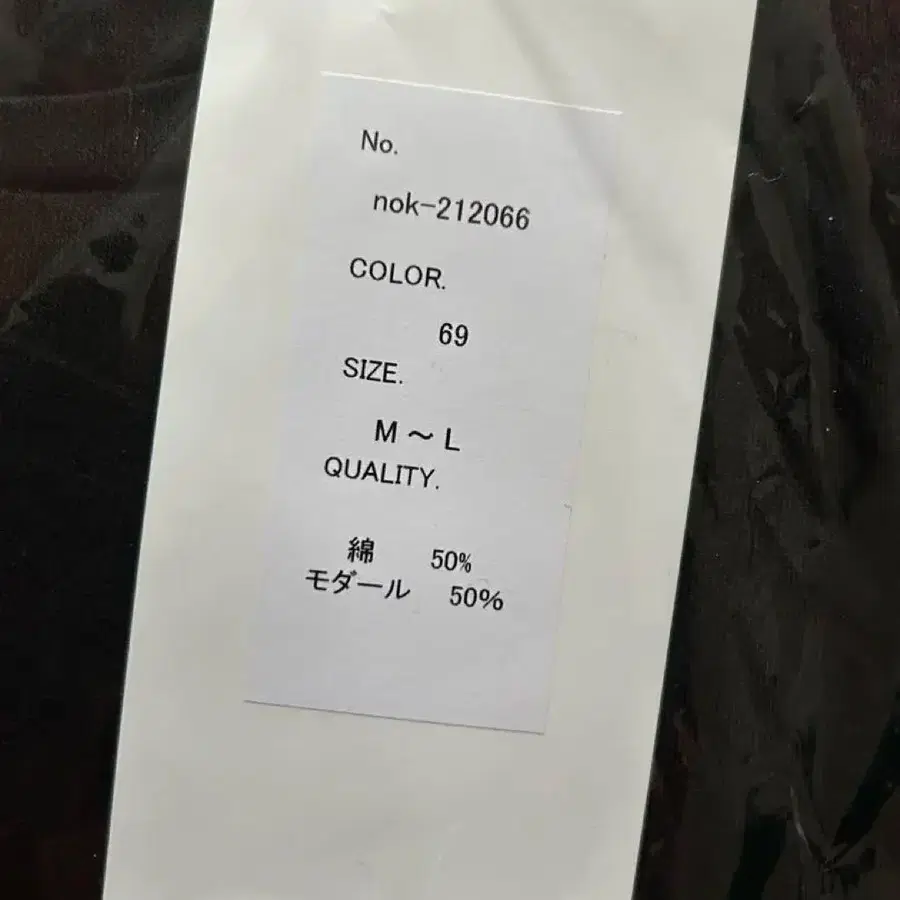 No.
nok-212066
COLOR.
69
SIZE.
M～L
QUALITY.
綿 50%
モダール 50%